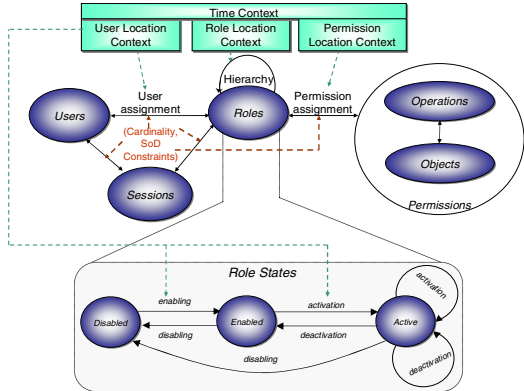 Time Context
User Location
Context
Role Location
Context
Permission
Location Context
Hierarchy
User
assignment
Permission
assignment
Users
Roles
Operations
(Cardinality,
SoD
Constraints)
Objects
Sessions
Permissions
Role States
activation
enabling
activation
Disabled
Enabled
Active
disabling
deactivation
disabling
deactivation